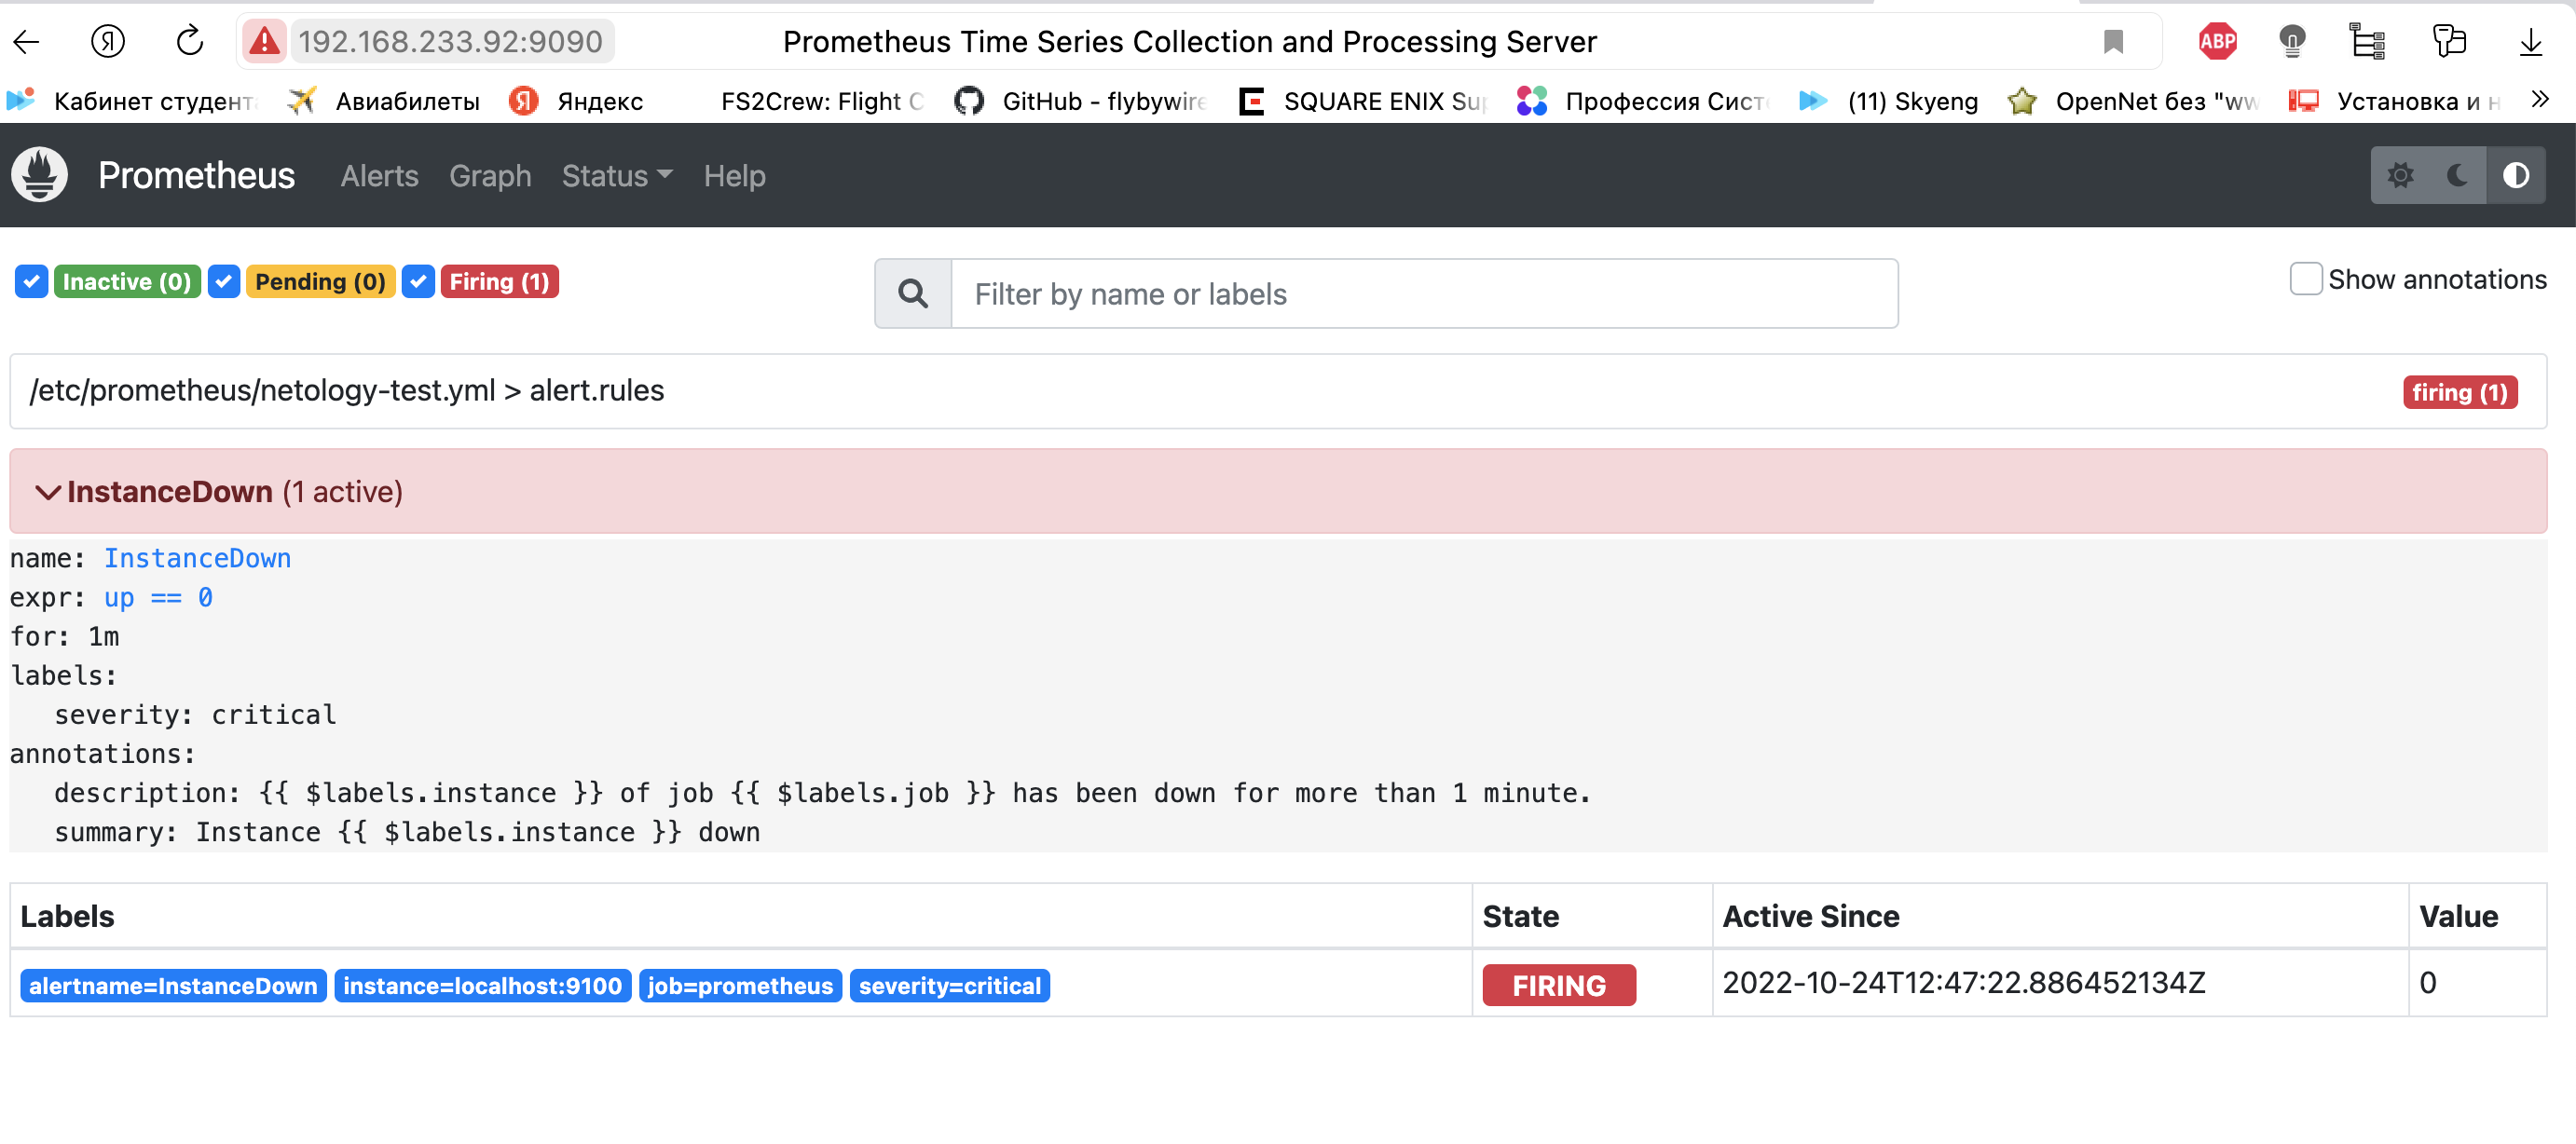 192.168.233.92:9090 Prometheus Time Series Collection and Processing Server ABP
Кабинет студент Авиабилеты Я Яндекс FS2Crew: Flight GitHub - flybywire SQUARE ENIX Sup Профессия Сист (11) Skyeng OpenNet без "ww Установка и н
Prometheus Alerts Graph Status Help
Inactive (0) Pending (0) Firing (1) Filter by name or labels Show annotations
/etc/prometheus/netology-test.yml > alert.rules firing (1)
InstanceDown (1 active)
name: InstanceDown
expr: up == 0
for: 1m
labels:
severity: critical
annotations:
description: {{ $labels.instance }} of job {{ $labels.job }} has been down for more than 1 minute.
summary: Instance {{ $labels.instance }} down
Labels State Active Since Value
alertname=InstanceDown instance=localhost:9100 job=prometheus severity=critical FIRING 2022-10-24T12:47:22.886452134Z 0